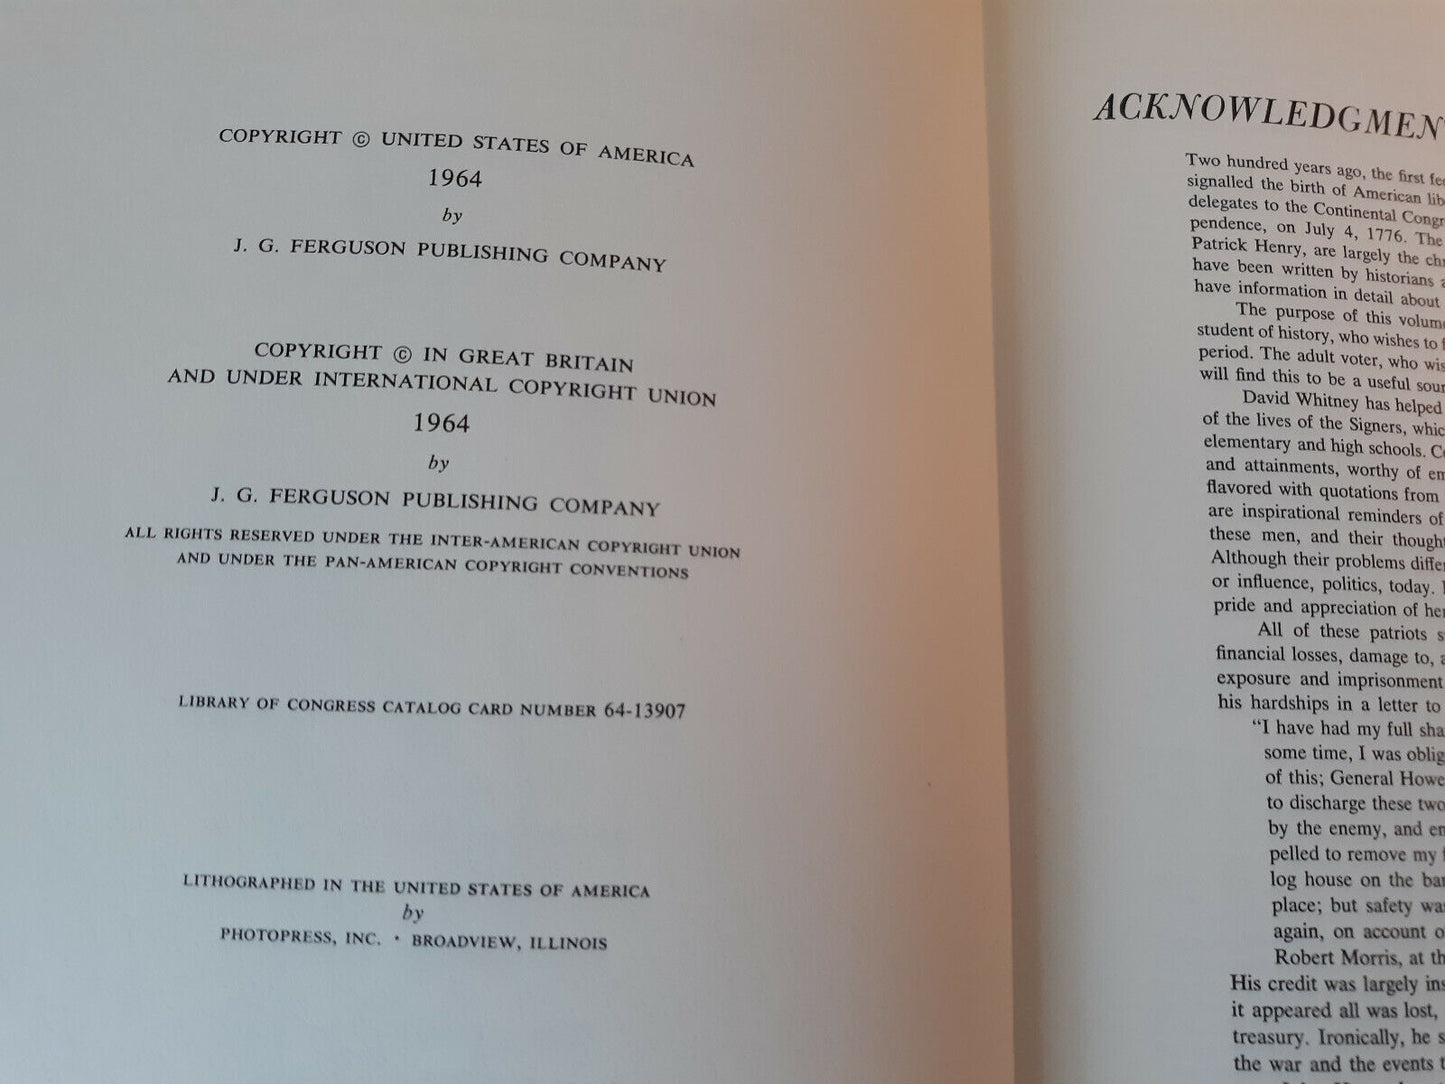 COPYRIGHT © UNITED STATES OF AMERICA
1964
by
J. G. FERGUSON PUBLISHING COMPANY
COPYRIGHT © IN GREAT BRITAIN
AND UNDER INTERNATIONAL COPYRIGHT UNION
1964
by
J. G. FERGUSON PUBLISHING COMPANY
ALL RIGHTS RESERVED UNDER THE INTER-AMERICAN COPYRIGHT UNION
AND UNDER THE PAN-AMERICAN COPYRIGHT CONVENTIONS
LIBRARY OF CONGRESS CATALOG CARD NUMBER 64-13907
LITHOGRAPHED IN THE UNITED STATES OF AMERICA
by
PHOTOPRESS, INC. • BROADVIEW, ILLINOIS
ACKNOWLEDGMEN
Two hundred years ago, the first
signalled the birth of American
delegates to the Continental
pendence, on July 4, 1776. The
Patrick Henry, are largely the
have been written by historians
have information in detail about
The purpose of this
student of history, who wishes to
period. The adult voter, who
will find this to be a useful
David Whitney has helped
of the lives of the Signers,
elementary and high schools.
and attainments, worthy of
flavored with quotations from
are inspirational reminders of
these men, and their
Although their problems
or influence, politics, today.
pride and appreciation of
All of these patriots
financial losses, damage to,
exposure and imprisonment
his hardships in a letter to
"I have had my full
some time, I was
of this; General Howe
to discharge these two
by the enemy, and
pelled to remove my
log house on the
place; but safety
again, on account
Robert Morris, at
His credit was largely
it appeared all was lost,
treasury. Ironically, he
the war and the events